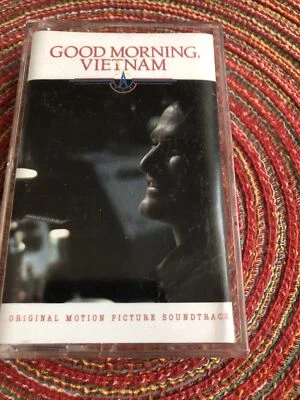 GOOD MORNING,
VIETNAM
ORIGINAL MOTION PICTURE SOUNDTRACK